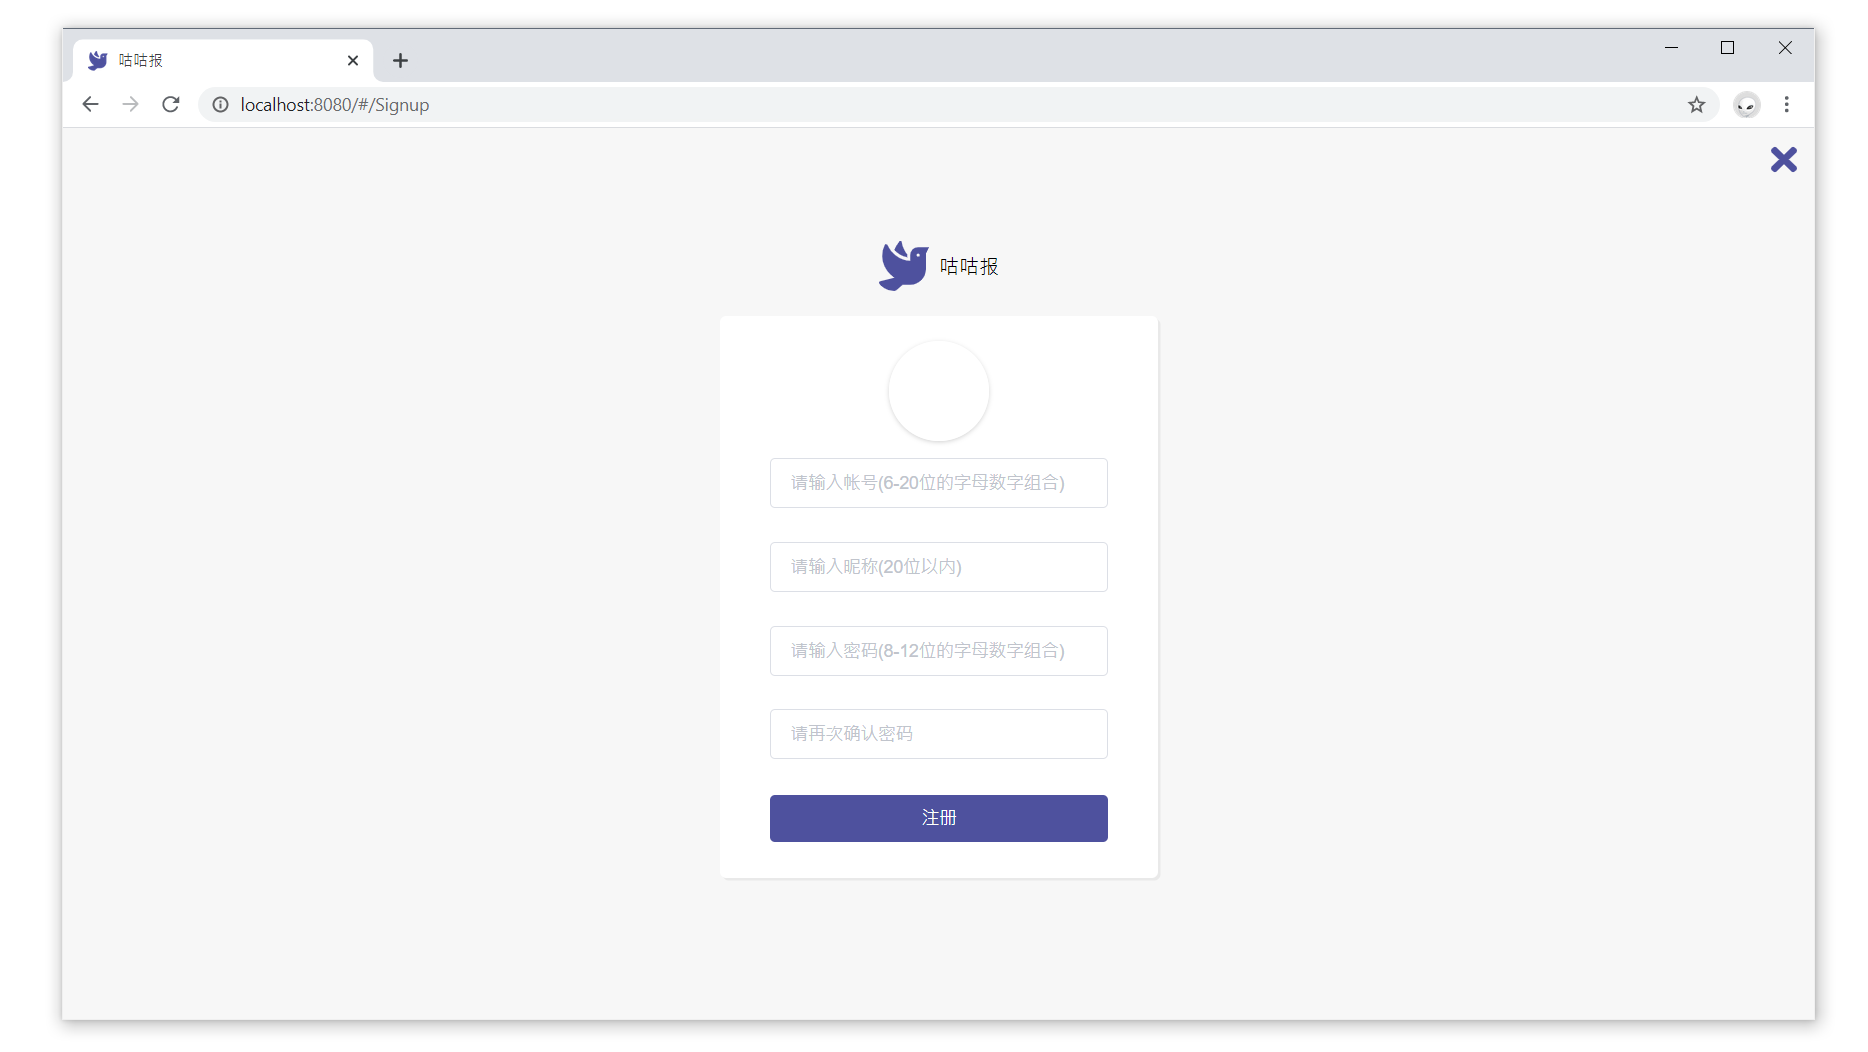 咕咕报
localhost:8080/#/Signup
咕咕报
请输入帐号(6-20位的字母数字组合)
请输入昵称(20位以内)
请输入密码(8-12位的字母数字组合)
请再次确认密码
注册